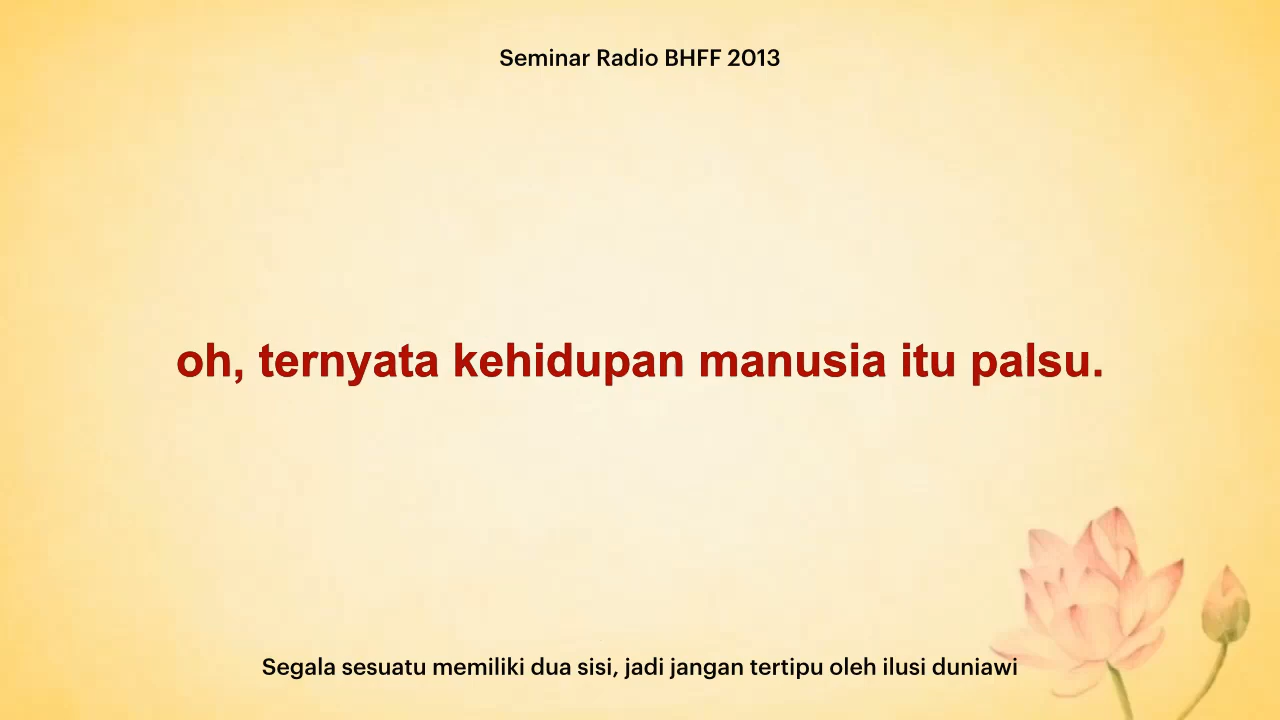 Seminar Radio BHFF 2013
oh, ternyata kehidupan manusia itu palsu.
Segala sesuatu memiliki dua sisi, jadi jangan tertipu oleh ilusi duniawi